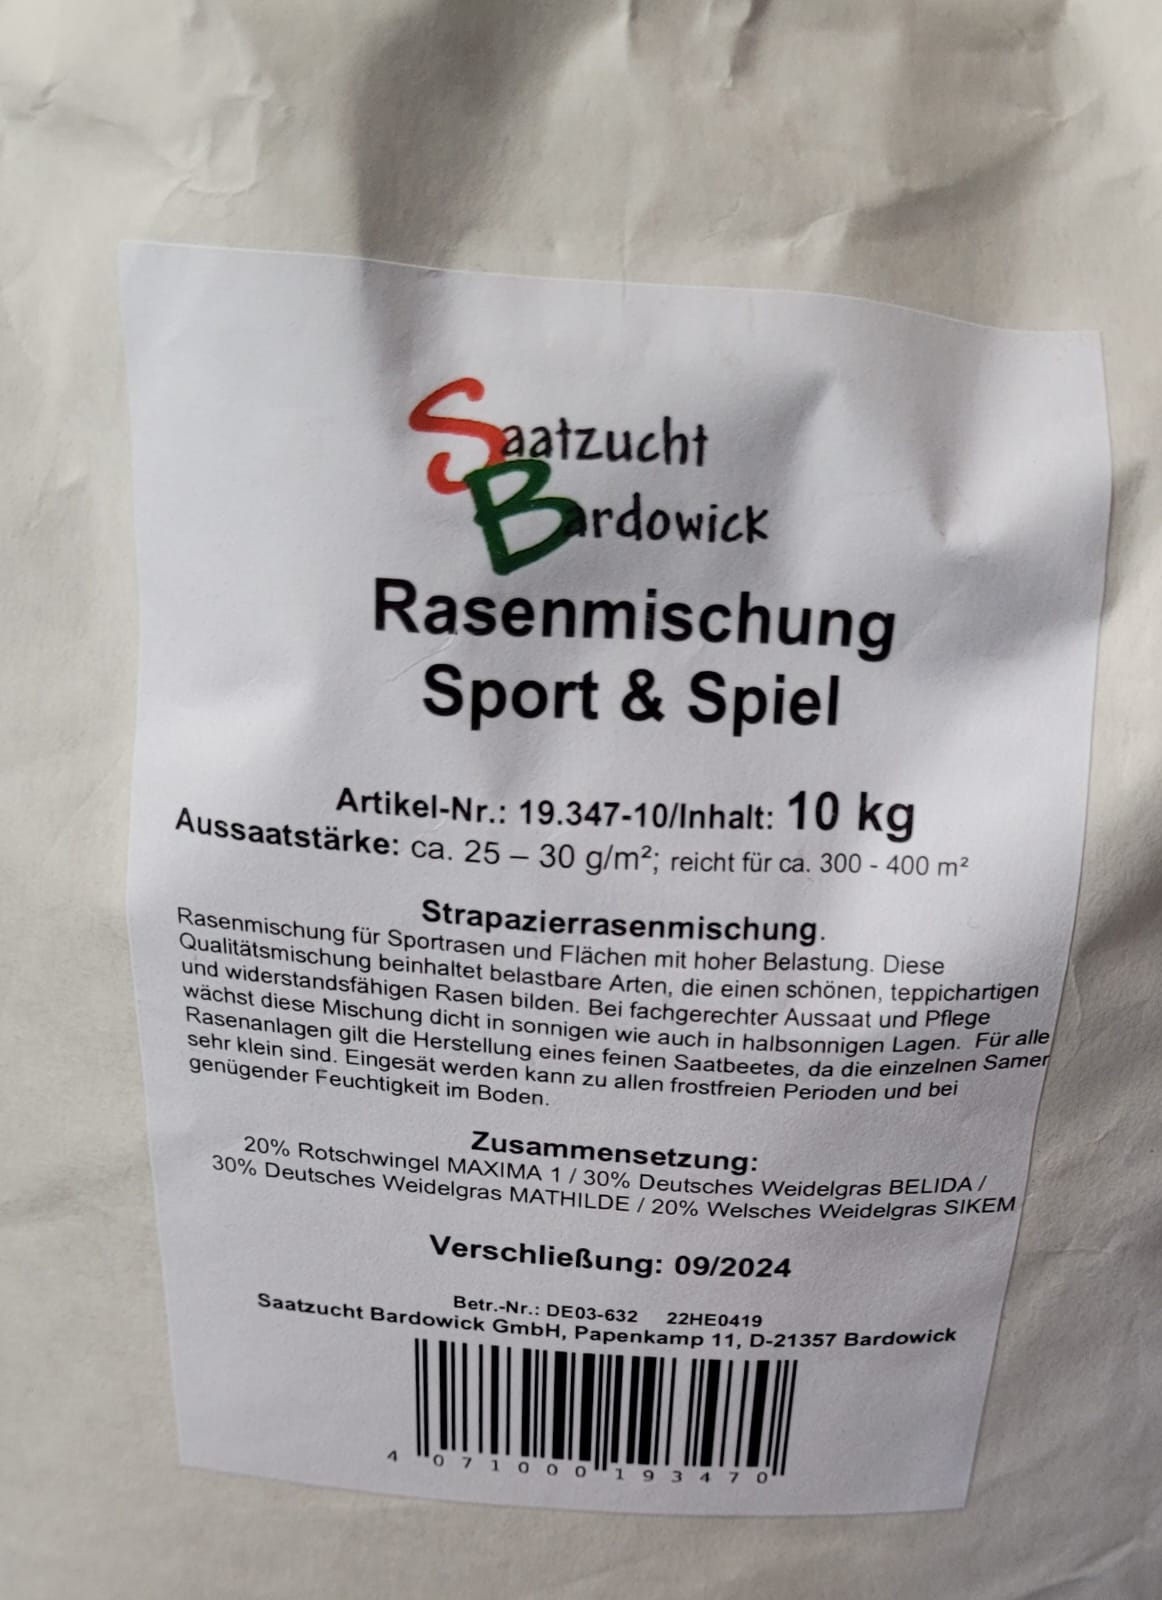 Saatzucht
Bardowick
Rasenmischung
Sport & Spiel
Artikel-Nr.: 19.347-10/Inhalt: 10 kg
Aussaatstärke: ca. 25 – 30 g/m²; reicht für ca. 300 - 400 m²
Strapazierrasenmischung.
Rasenmischung für Sportrasen und Flächen mit hoher Belastung. Diese
Qualitätsmischung beinhaltet belastbare Arten, die einen schönen, teppichartigen
und widerstandsfähigen Rasen bilden. Bei fachgerechter Aussaat und Pflege
wächst diese Mischung dicht in sonnigen wie auch in halbsonnigen Lagen. Für alle
Rasenanlagen gilt die Herstellung eines feinen Saatbeetes, da die einzelnen Samer
sehr klein sind. Eingesät werden kann zu allen frostfreien Perioden und bei
genügender Feuchtigkeit im Boden.
Zusammensetzung:
20% Rotschwingel MAXIMA 1 / 30% Deutsches Weidelgras BELIDA /
30% Deutsches Weidelgras MATHILDE / 20% Welsches Weidelgras SIKEM
Verschließung: 09/2024
Betr.-Nr.: DE03-632 22HE0419
Saatzucht Bardowick GmbH, Papenkamp 11, D-21357 Bardowick
4 071000 193470